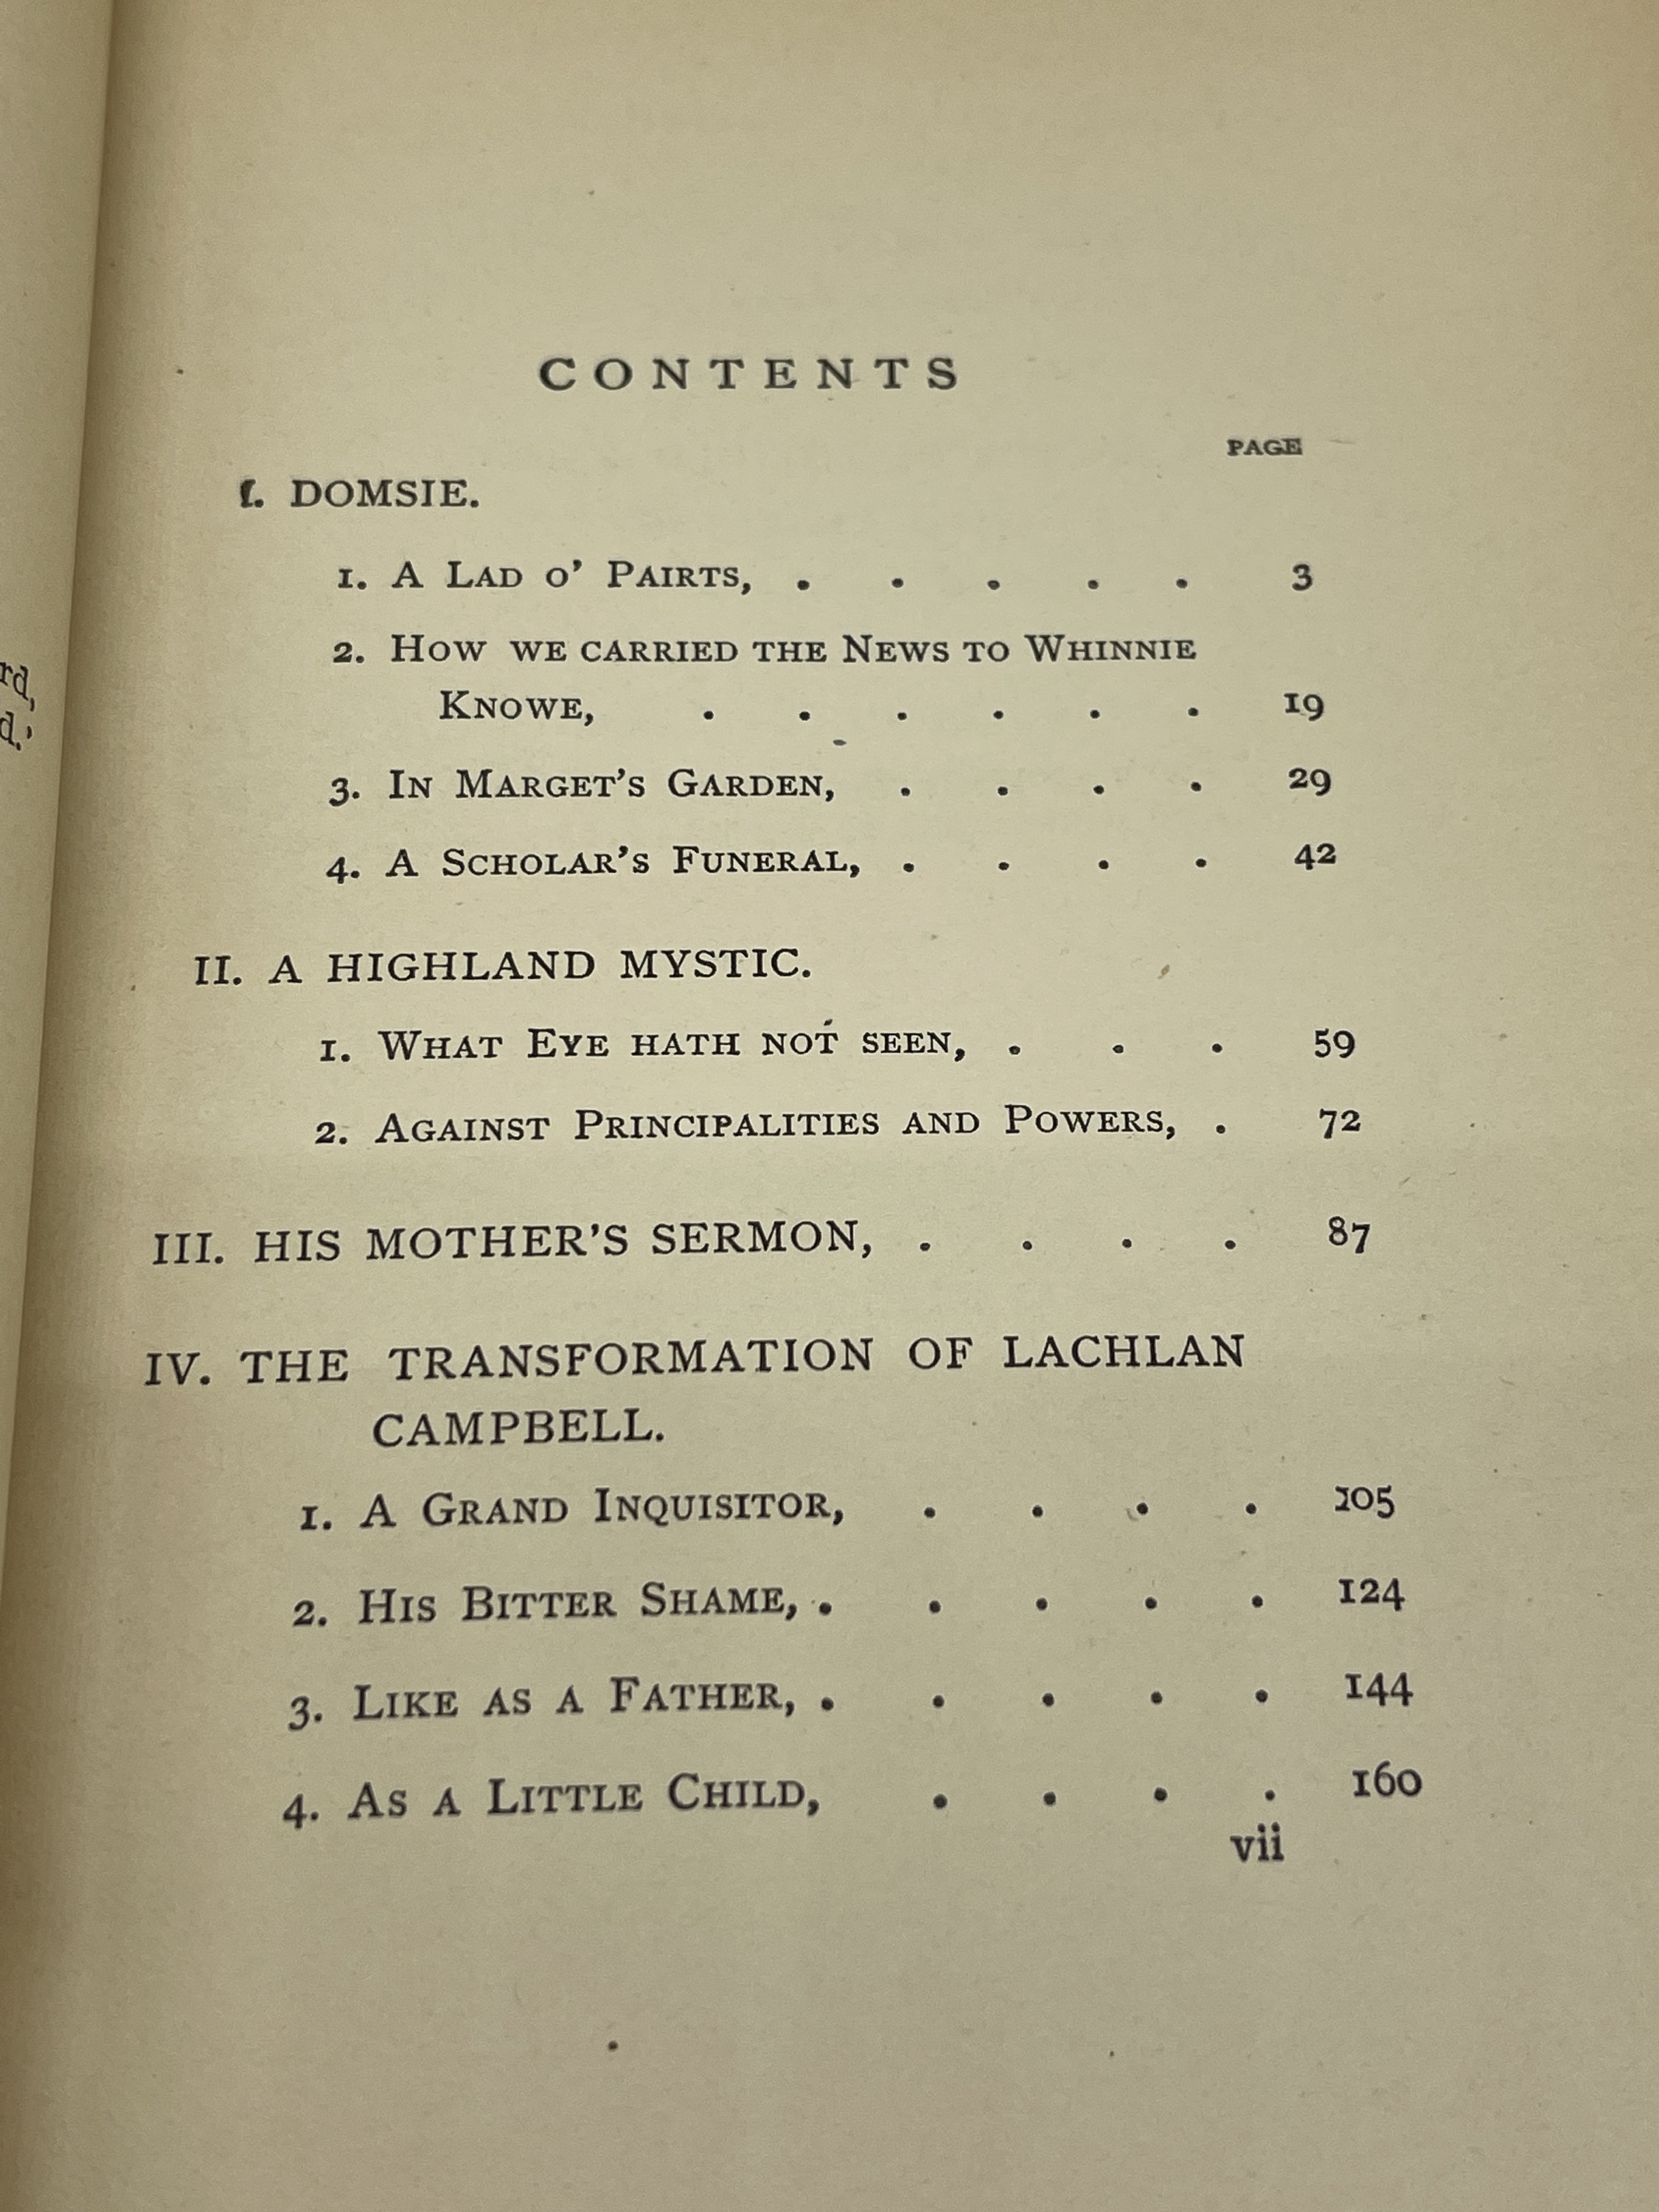 rd,
d.'
CONTENTS
PAGE
I. DOMSIE.
1. A LAD O' PAIRTS, . . . . . 3
2. HOW WE CARRIED THE NEWS TO WHINNIE
KNOWE, . . . . . . 19
3. IN MARGET'S GARDEN, . . . . 29
4. A SCHOLAR'S FUNERAL, . . . . 42
II. A HIGHLAND MYSTIC.
1. WHAT EYE HATH NOT SEEN, . . . 59
2. AGAINST PRINCIPALITIES AND POWERS, . 72
III. HIS MOTHER'S SERMON, . . . . 87
IV. THE TRANSFORMATION OF LACHLAN
CAMPBELL.
1. A GRAND INQUISITOR, . . . . 105
2. HIS BITTER SHAME, . . . . . 124
3. LIKE AS A FATHER, . . . . . 144
4. AS A LITTLE CHILD, . . . . 160
vii